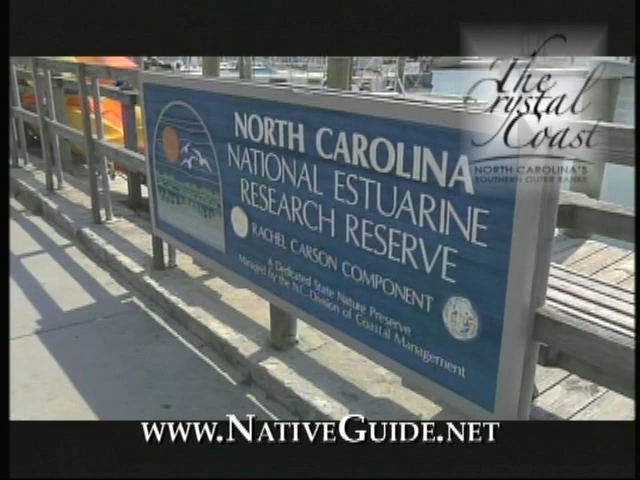 The
Crystal
Coast
NORTH CAROLINA'S
SOUTHERN OUTER BANKS
NORTH CAROLINA
NATIONAL ESTUARINE
RESEARCH RESERVE
RACHEL CARSON COMPONENT
A Dedicated State Nature Preserve
Managed by the N.C. Division of Coastal Management
WWW.NATIVEGUIDE.NET